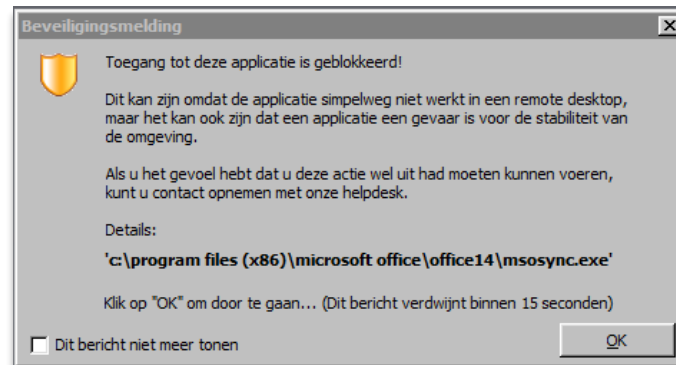 Beveiligingsmelding
Toegang tot deze applicatie is geblokkeerd!
Dit kan zijn omdat de applicatie simpelweg niet werkt in een remote desktop,
maar het kan ook zijn dat een applicatie een gevaar is voor de stabiliteit van
de omgeving.
Als u het gevoel hebt dat u deze actie wel uit had moeten kunnen voeren,
kunt u contact opnemen met onze helpdesk.
Details:
'c:\program files (x86)\microsoft office\office14\msosync.exe'
Klik op "OK" om door te gaan... (Dit bericht verdwijnt binnen 15 seconden)
Dit bericht niet meer tonen
OK